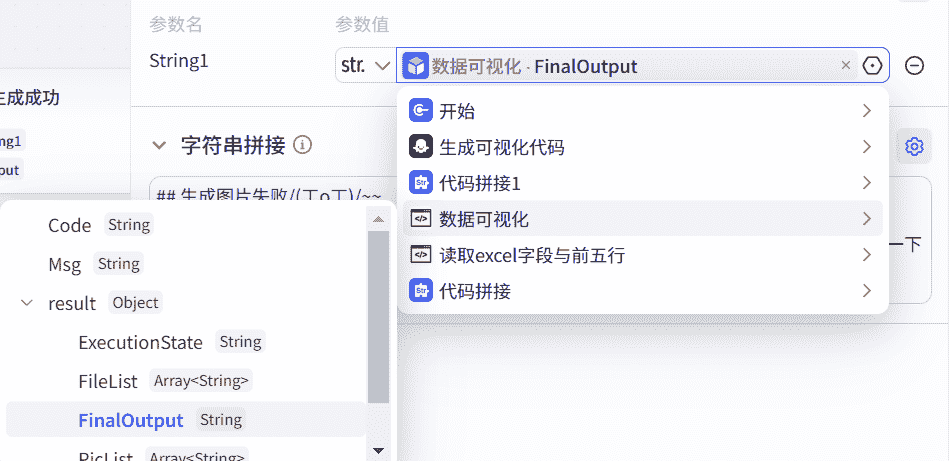 参数名 参数值
String1 str. 数据可视化 · FinalOutput
生成成功
开始
生成可视化代码
ng1
字符串拼接
put
代码拼接1
## 生成图片失败/(ㄒoㄒ)/~~
数据可视化
Code String
一下
Msg String
读取excel字段与前五行
代码拼接
result Object
ExecutionState String
FileList Array<String>
FinalOutput String
PicList Array<String>